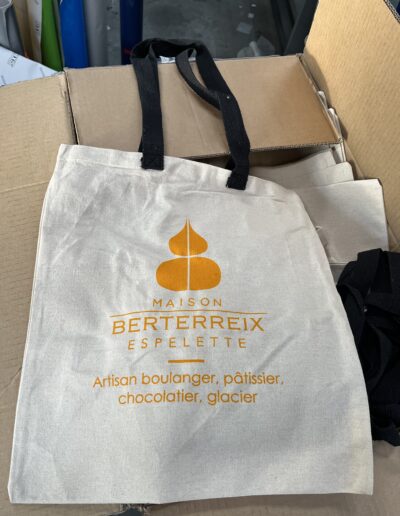 MAISON
BERTERREIX
ESPELETTE
Artisan boulanger, pâtissier,
chocolatier, glacier